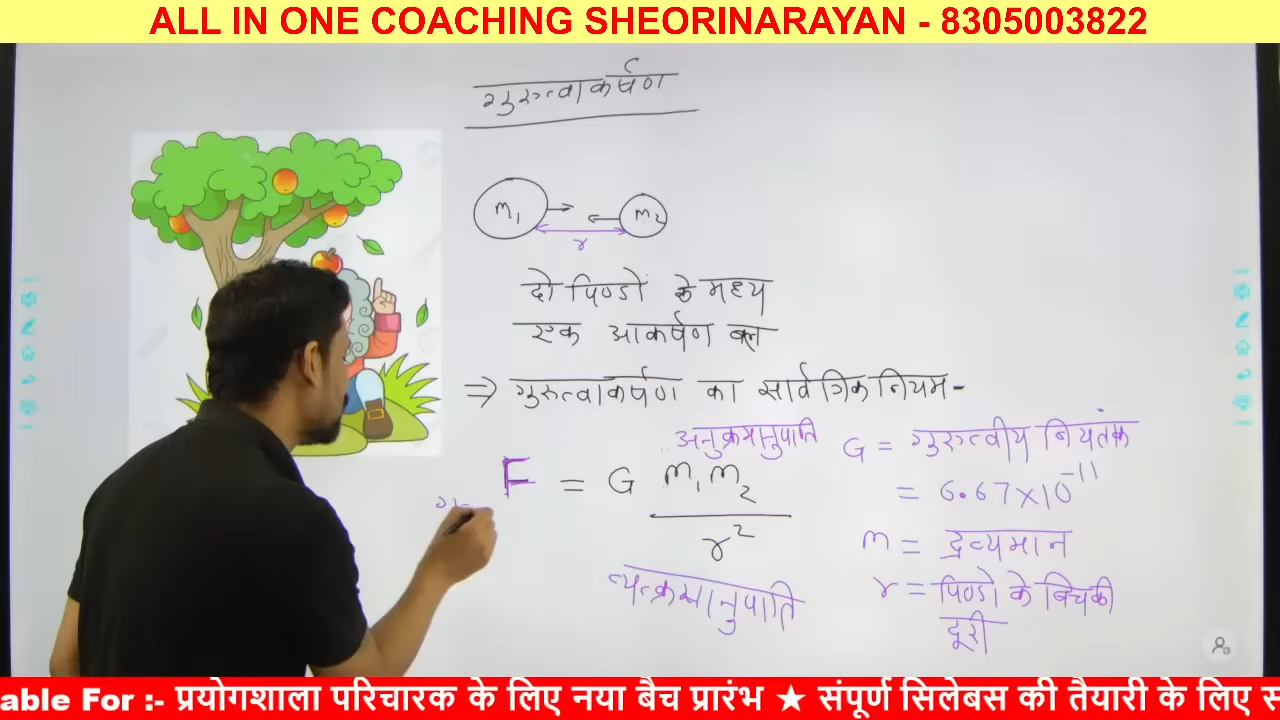 ALL IN ONE COACHING SHEORINARAYAN - 8305003822
गुरुत्वाकर्षण
m₁ m₂
r
दो पिण्डो के मध्य
एक आकर्षण बल
⇒ गुरुत्वाकर्षण का सार्वत्रिक नियम-
अनुक्रमानुपाति
F = G m₁m₂
r²
व्युत्क्रमानुपाति
G = गुरुत्वीय नियतंक
= 6.67×10⁻¹¹
m = द्रव्यमान
r = पिण्डो के बिचकी
दूरी
able For :- प्रयोगशाला परिचारक के लिए नया बैच प्रारंभ ★ संपूर्ण सिलेबस की तैयारी के लिए